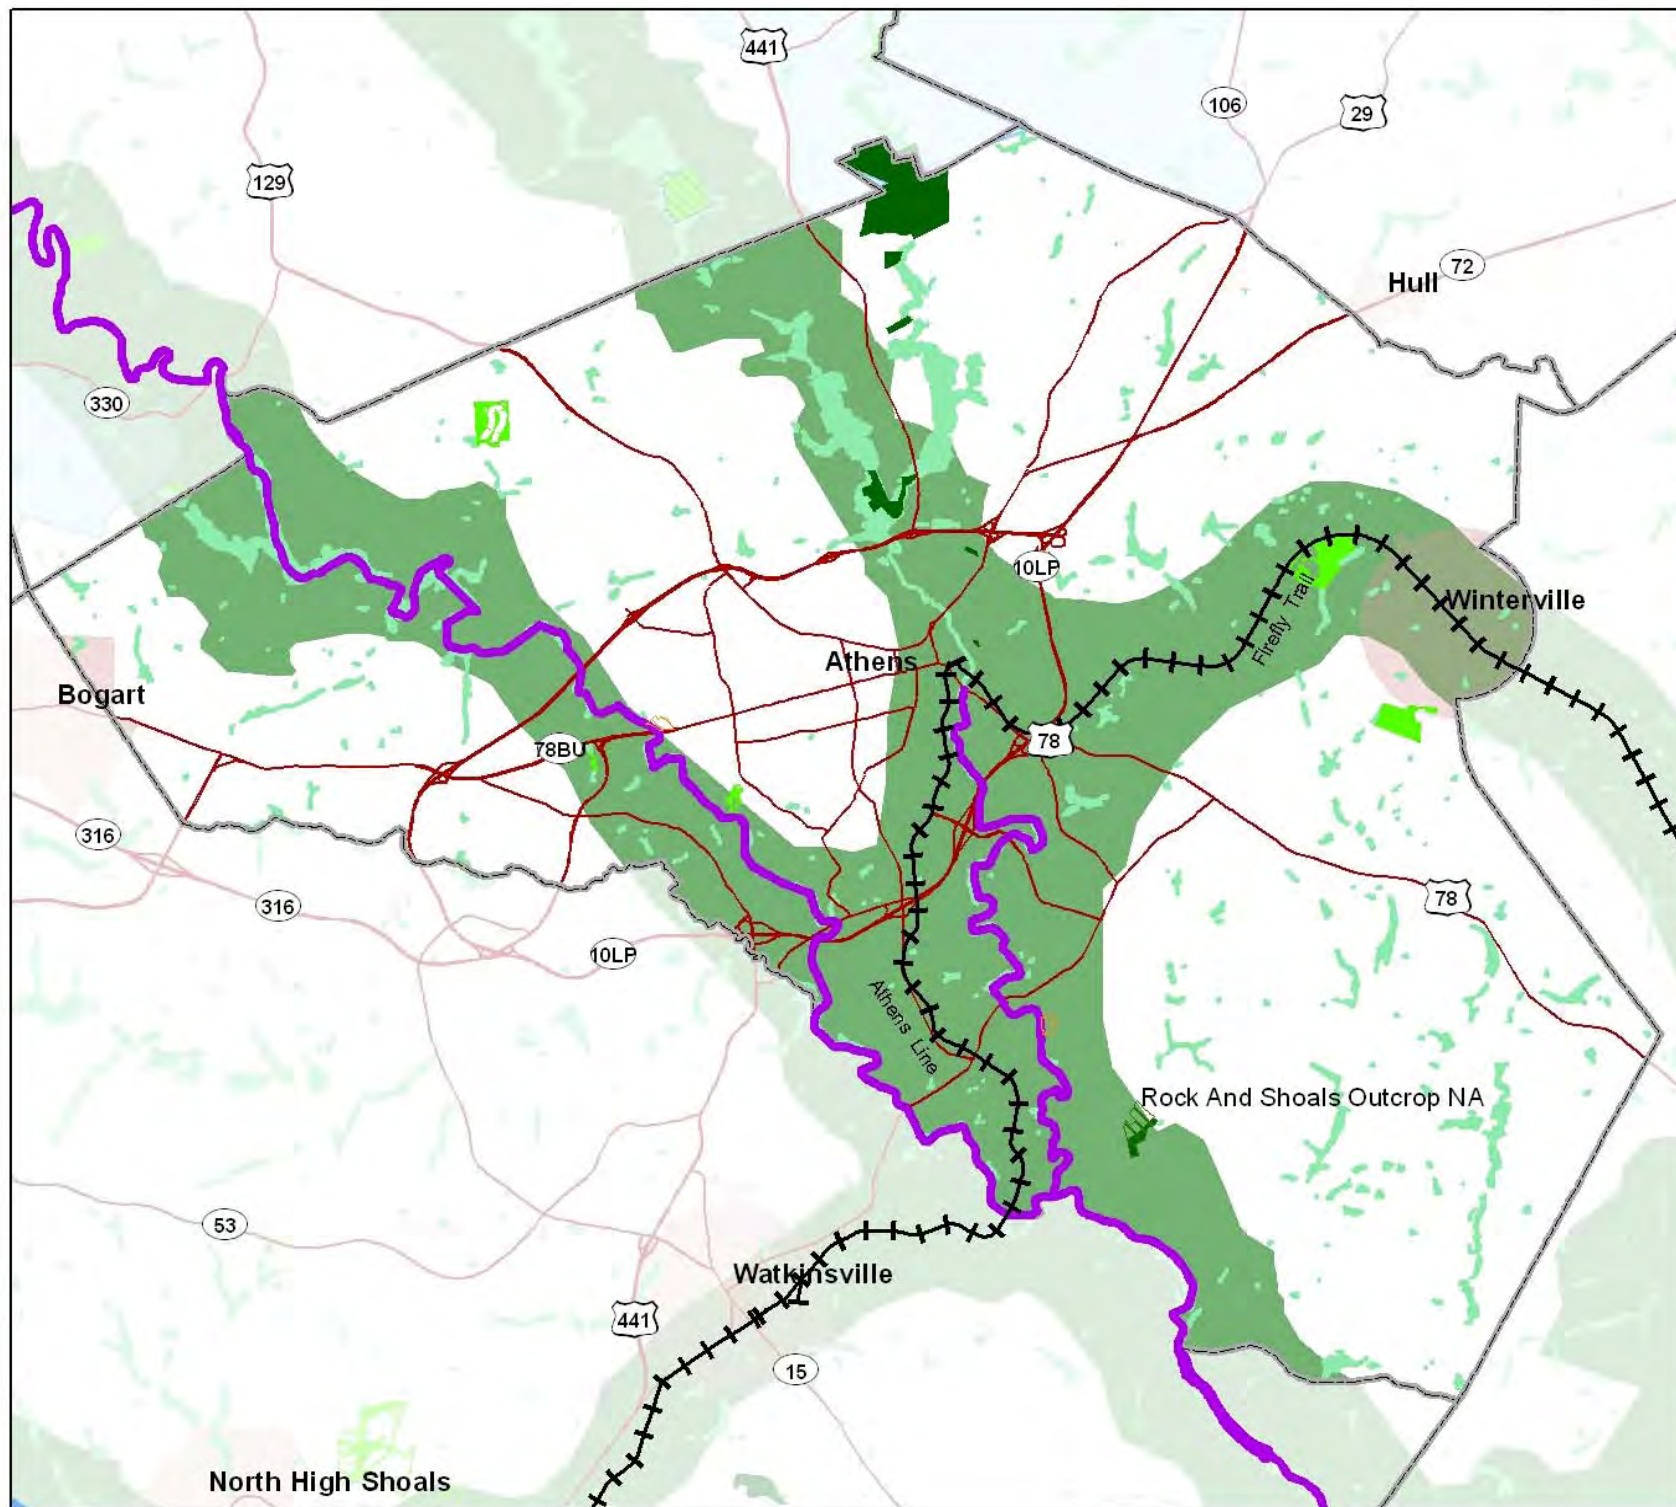 441
106
29
129
72
Hull
330
10LP
Winterville
Firefly Trail
Athens
Bogart
78BU
78
316
78
316
10LP
Athens Line
Rock And Shoals Outcrop NA
53
Watkinsville
441
15
North High Shoals